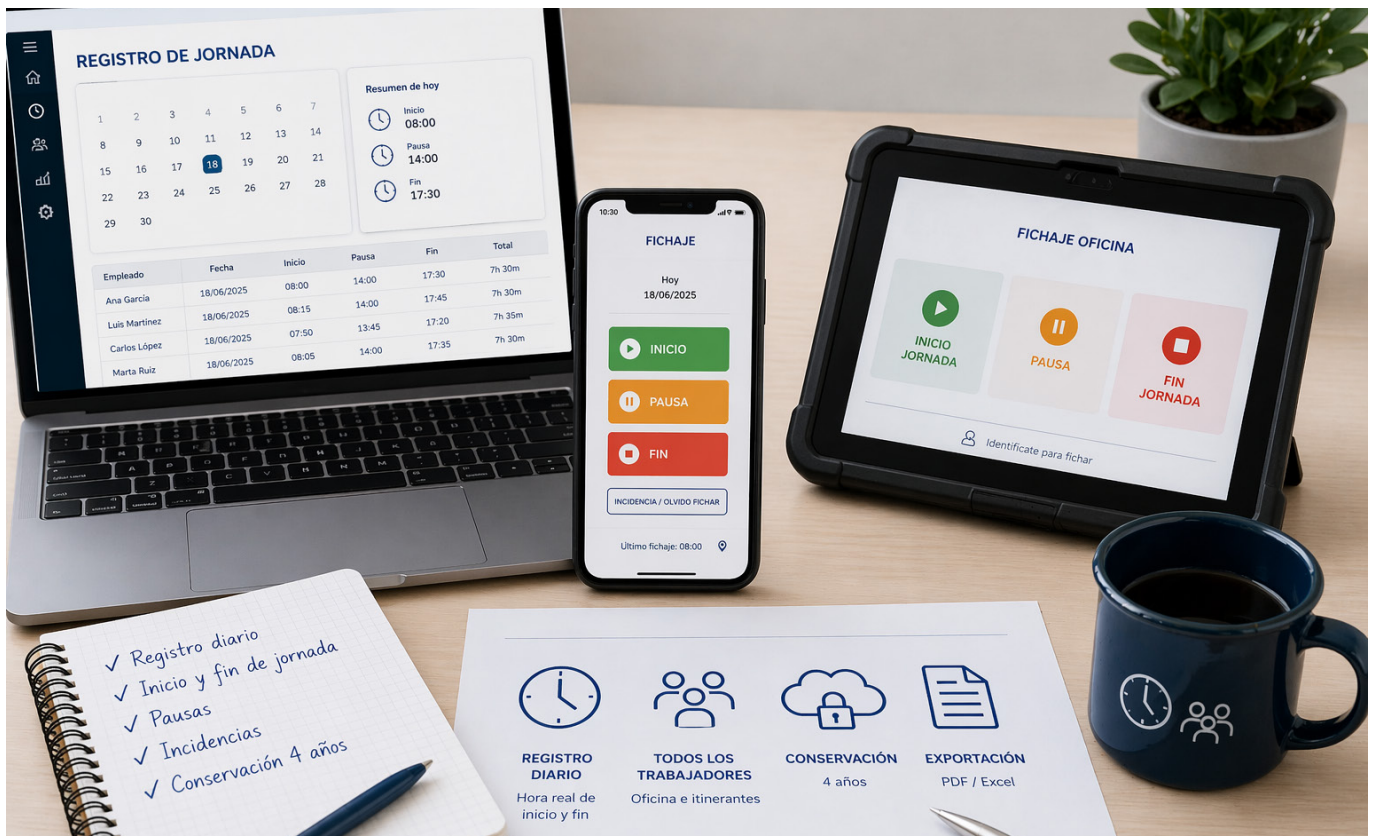 REGISTRO DE JORNADA
1 2 3 4 5 6 7
8 9 10 11 12 13 14
15 16 17 18 19 20 21
22 23 24 25 26 27 28
29 30
Resumen de hoy
Inicio
08:00
Pausa
14:00
Fin
17:30
Empleado Fecha Inicio Pausa Fin Total
Ana Garcia 18/06/2025 08:00 14:00 17:30 7h 30m
Luis Martinez 18/06/2025 08:15 14:00 17:45 7h 30m
Carlos López 18/06/2025 07:50 13:45 17:20 7h 35m
Marta Ruiz 18/06/2025 08:05 14:00 17:35 7h 30m
10:30
FICHAJE
Hoy
18/06/2025
INICIO
PAUSA
FIN
INCIDENCIA / OLVIDO FICHAR
Último fichaje: 08:00
FICHAJE OFICINA
INICIO
JORNADA
PAUSA
FIN
JORNADA
Identificate para fichar
✓ Registro diario
✓ Inicio y fin de jornada
✓ Pausas
✓ Incidencias
✓ Conservación 4 años
REGISTRO
DIARIO
Hora real de
inicio y fin
TODOS LOS
TRABAJADORES
Oficina e itinerantes
CONSERVACIÓN
4 años
EXPORTACIÓN
PDF / Excel